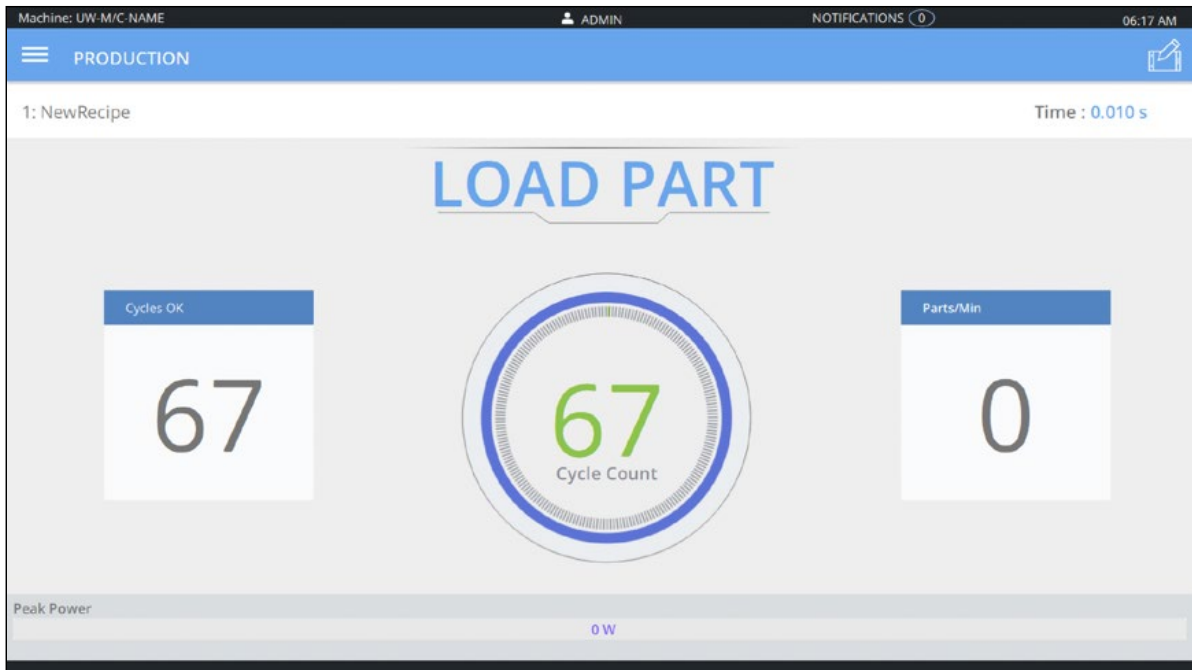 Machine: UW-M/C-NAME ADMIN NOTIFICATIONS 0 06:17 AM
PRODUCTION
1: NewRecipe Time : 0.010 s
LOAD PART
Cycles OK
67
67
Cycle Count
Parts/Min
0
Peak Power
0 W